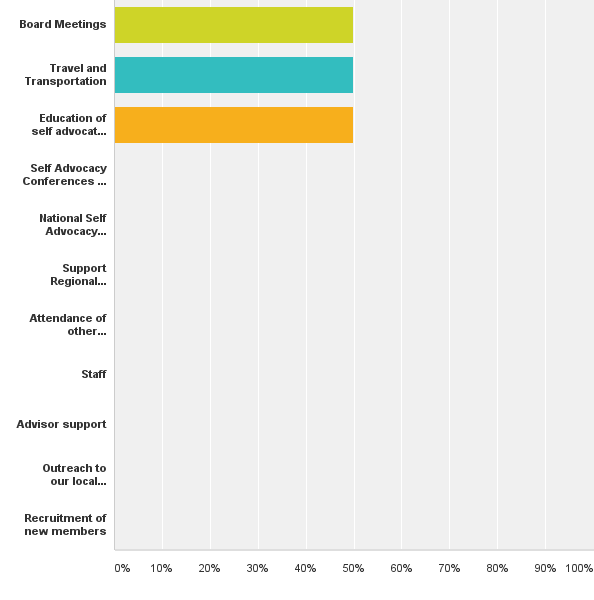 Board Meetings
Travel and
Transportation
Education of
self advocat...
Self Advocacy
Conferences ...
National Self
Advocacy...
Support
Regional...
Attendance of
other...
Staff
Advisor support
Outreach to
our local...
Recruitment of
new members
0% 10% 20% 30% 40% 50% 60% 70% 80% 90% 100%